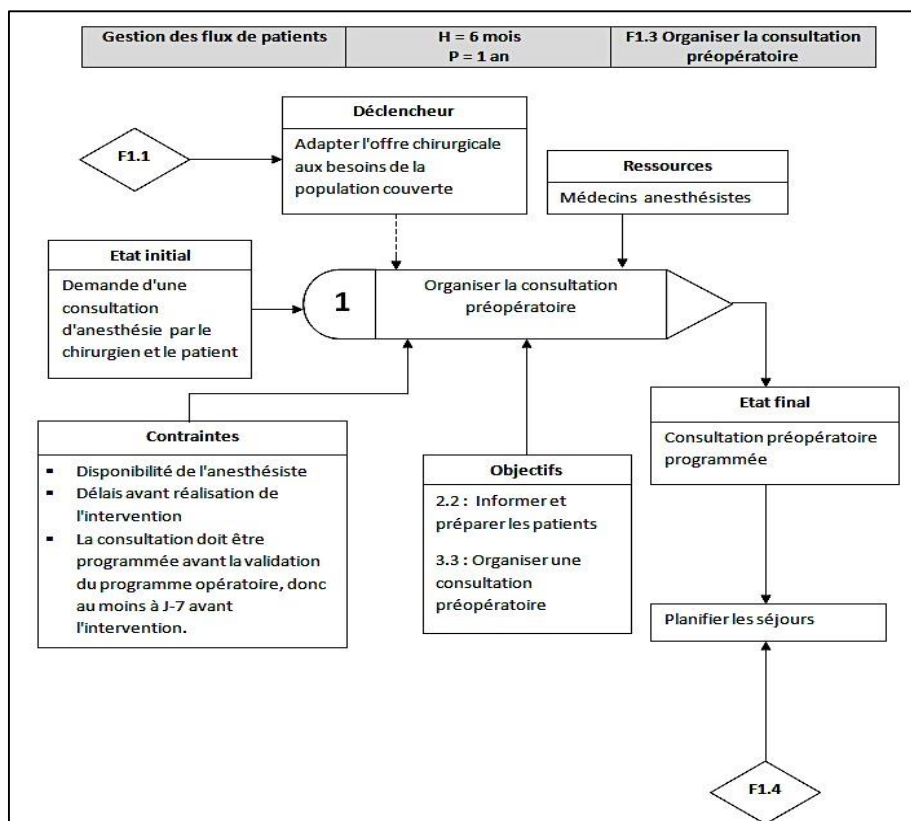 Gestion des flux de patients
H = 6 mois
P = 1 an
F1.3 Organiser la consultation
préopératoire
Déclencheur
Adapter l'offre chirurgicale
aux besoins de la
population couverte
F1.1
Ressources
Médecins anesthésistes
Etat initial
Demande d'une
consultation
d'anesthésie par le
chirurgien et le patient
1
Organiser la consultation
préopératoire
Etat final
Consultation préopératoire
programmée
Contraintes
▪ Disponibilité de l'anesthésiste
▪ Délais avant réalisation de
l'intervention
▪ La consultation doit être
programmée avant la validation
du programme opératoire, donc
au moins à J-7 avant
l'intervention.
Objectifs
2.2 : Informer et
préparer les patients
3.3 : Organiser une
consultation
préopératoire
Planifier les séjours
F1.4